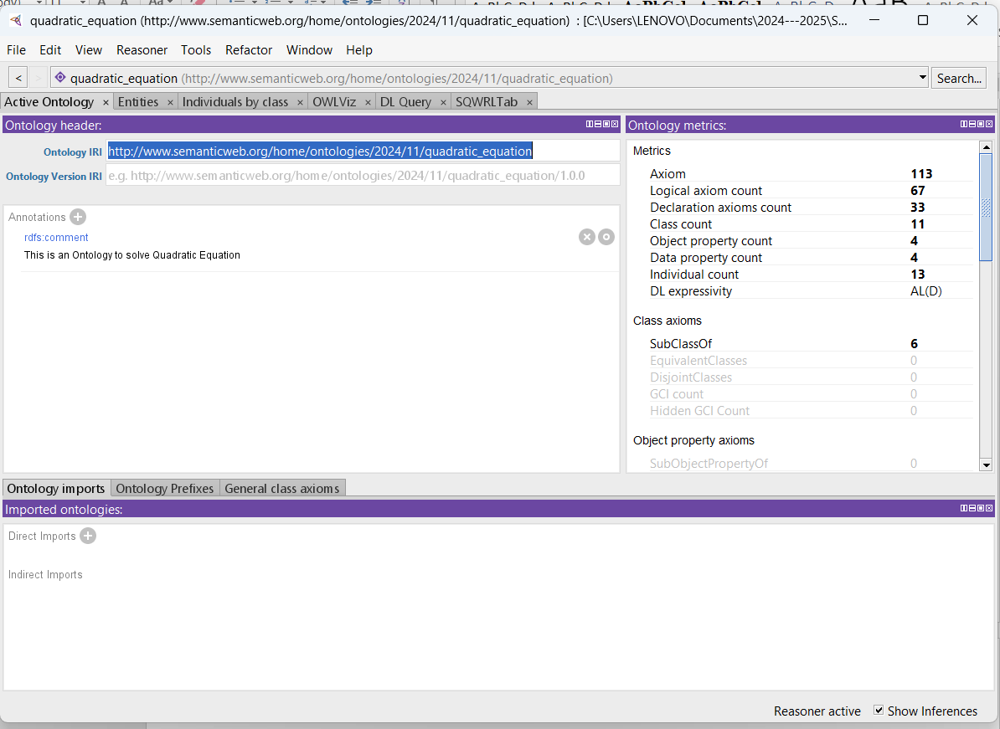 quadratic_equation (http://www.semanticweb.org/home/ontologies/2024/11/quadratic_equation)  : [C:\Users\LENOVO\Documents\2024---2025\S...
File Edit View Reasoner Tools Refactor Window Help
< > quadratic_equation (http://www.semanticweb.org/home/ontologies/2024/11/quadratic_equation) Search...
Active Ontology × Entities × Individuals by class × OWLViz × DL Query × SQWRLTab ×
Ontology header:
Ontology IRI http://www.semanticweb.org/home/ontologies/2024/11/quadratic_equation
Ontology Version IRI e.g. http://www.semanticweb.org/home/ontologies/2024/11/quadratic_equation/1.0.0
Annotations
rdfs:comment
This is an Ontology to solve Quadratic Equation
Ontology metrics:
Metrics
Axiom 113
Logical axiom count 67
Declaration axioms count 33
Class count 11
Object property count 4
Data property count 4
Individual count 13
DL expressivity AL(D)
Class axioms
SubClassOf 6
EquivalentClasses 0
DisjointClasses 0
GCI count 0
Hidden GCI Count 0
Object property axioms
SubObjectPropertyOf 0
Ontology imports Ontology Prefixes General class axioms
Imported ontologies:
Direct Imports
Indirect Imports
Reasoner active Show Inferences